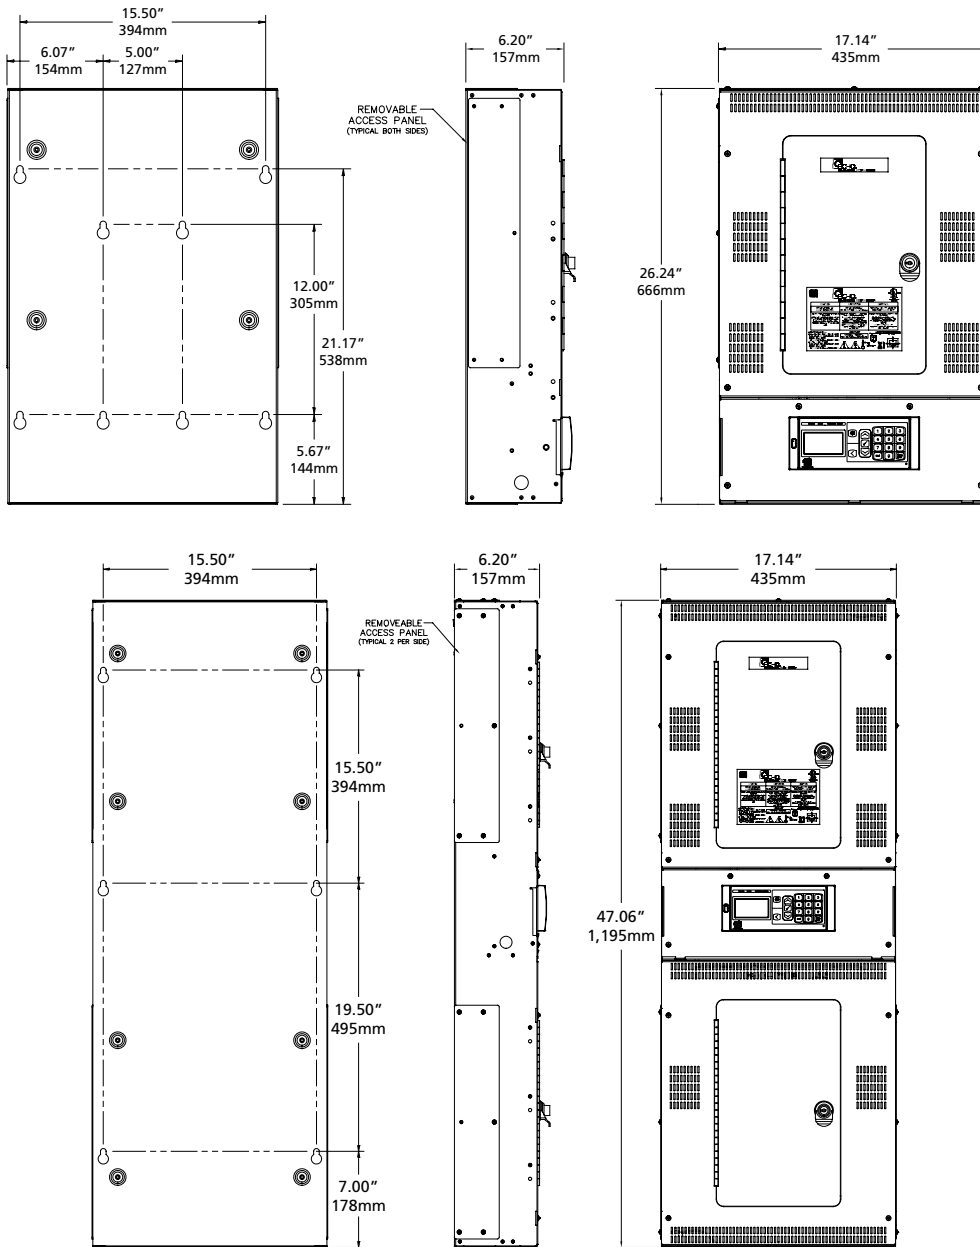 15.50”
394mm
6.07”
154mm
5.00”
127mm
12.00”
305mm
21.17”
538mm
5.67”
144mm
6.20”
157mm
REMOVABLE
ACCESS PANEL
(TYPICAL BOTH SIDES)
17.14”
435mm
26.24”
666mm
15.50”
394mm
15.50”
394mm
19.50”
495mm
7.00”
178mm
6.20”
157mm
REMOVEABLE
ACCESS PANEL
(TYPICAL 2 PER SIDE)
17.14”
435mm
47.06”
1,195mm